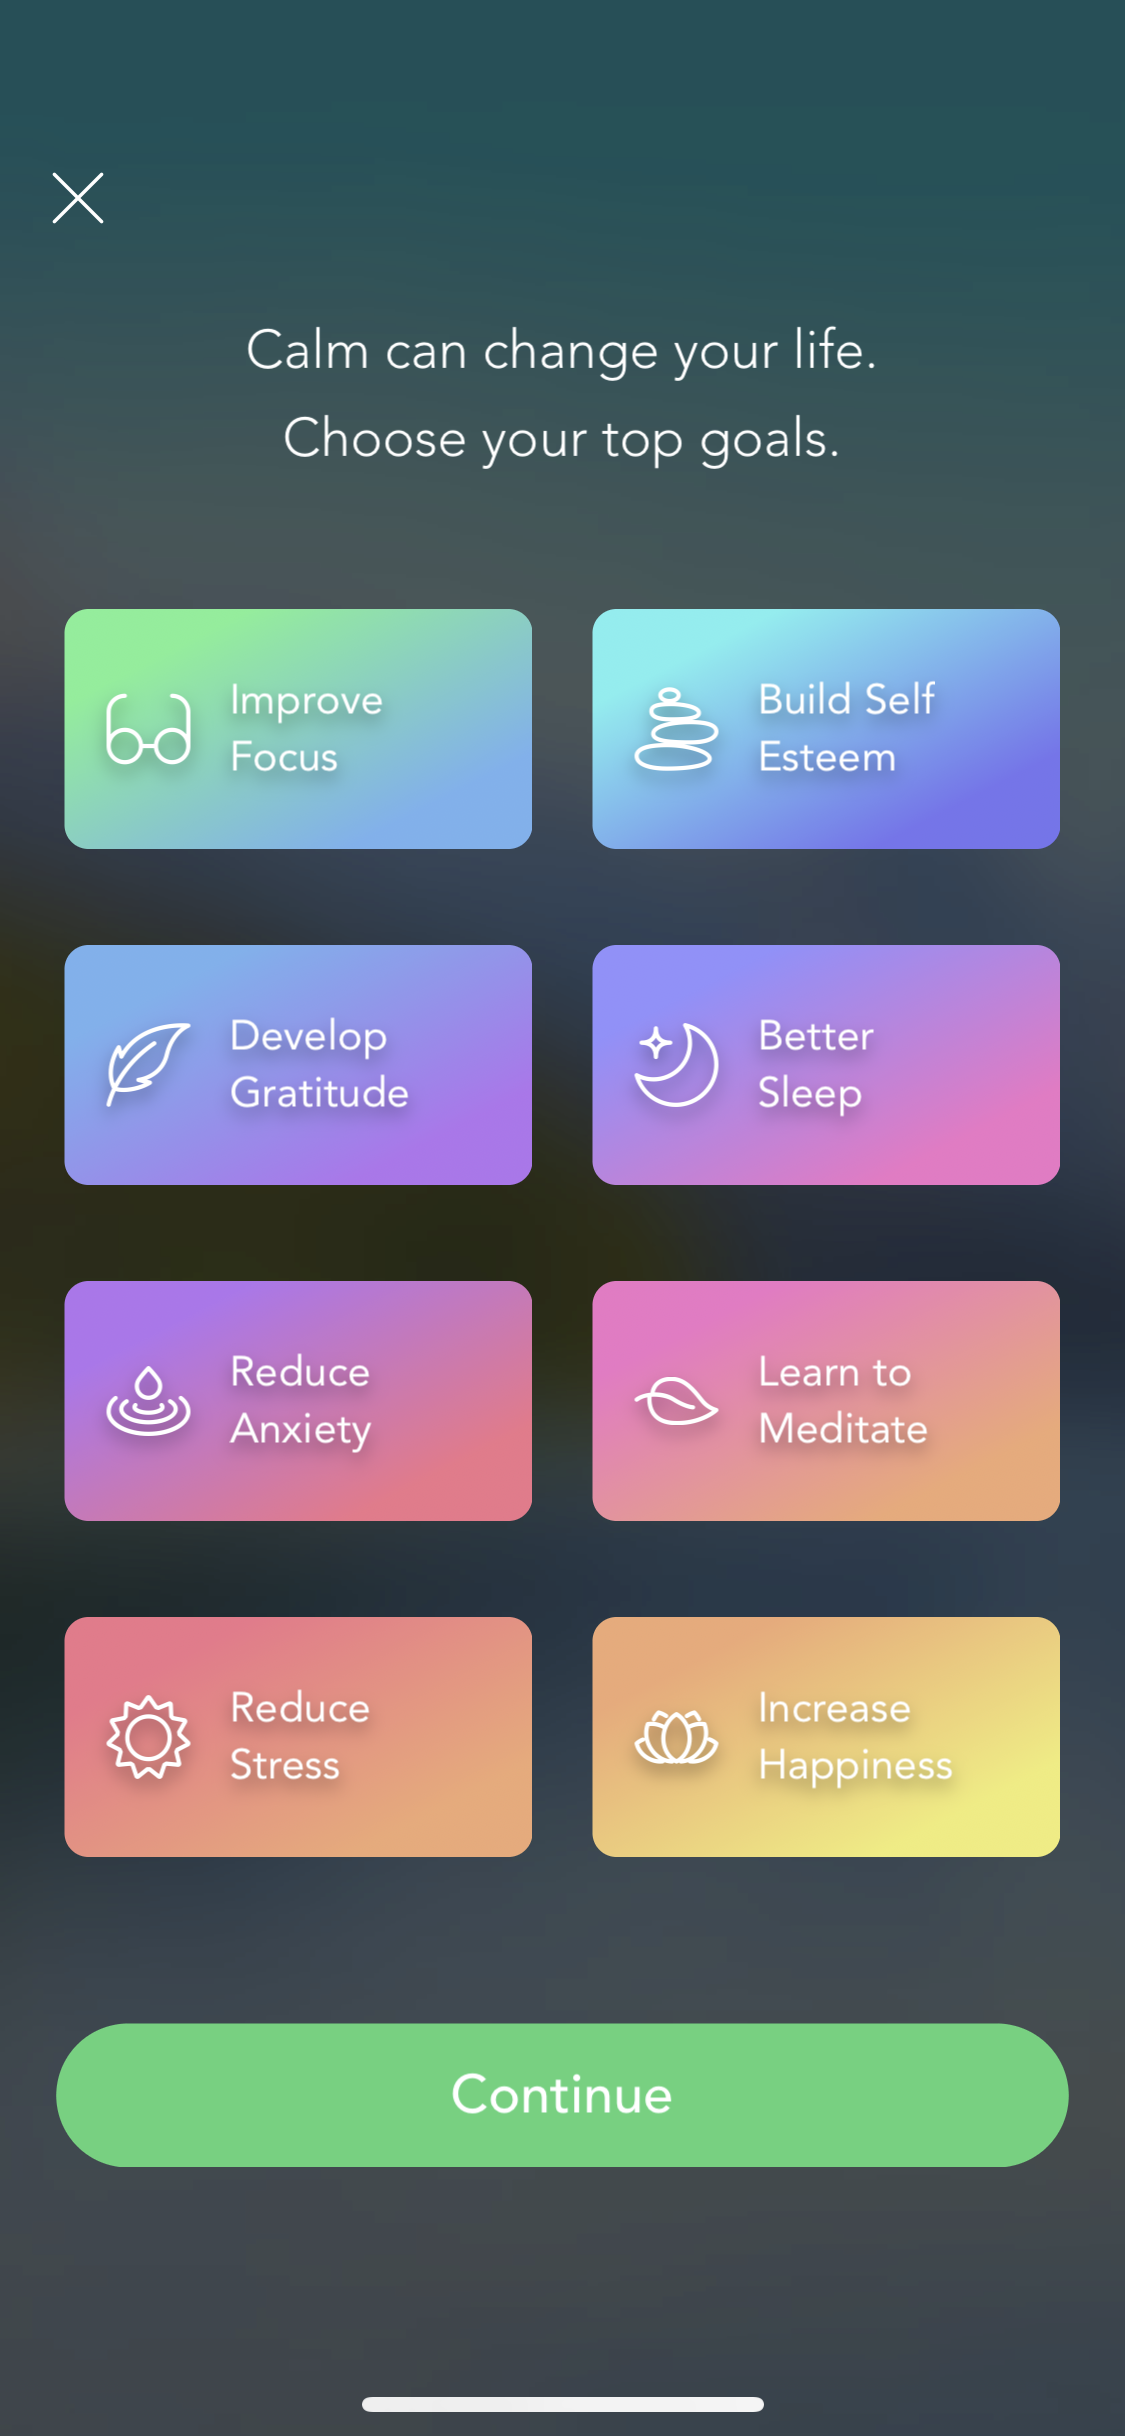 Calm can change your life.
Choose your top goals.
Improve
Focus
Build Self
Esteem
Develop
Gratitude
Better
Sleep
Reduce
Anxiety
Learn to
Meditate
Reduce
Stress
Increase
Happiness
Continue